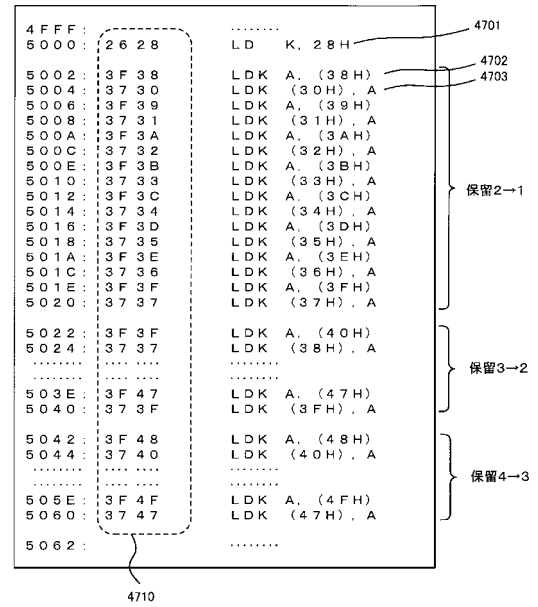 4FFF: ........
5000: 2628 LD K, 28H 4701
5002: 3F38 LDK A, (38H) 4702
5004: 3730 LDK (30H), A 4703
5006: 3F39 LDK A, (39H)
5008: 3731 LDK (31H), A
500A: 3F3A LDK A, (3AH)
500C: 3732 LDK (32H), A
500E: 3F3B LDK A, (3BH)
5010: 3733 LDK (33H), A
5012: 3F3C LDK A, (3CH)
5014: 3734 LDK (34H), A
5016: 3F3D LDK A, (3DH)
5018: 3735 LDK (35H), A
501A: 3F3E LDK A, (3EH)
501C: 3736 LDK (36H), A
501E: 3F3F LDK A, (3FH)
5020: 3737 LDK (37H), A
保留2→1
5022: 3F3F LDK A, (40H)
5024: 3737 LDK (38H), A
........ .... .... ........
........ .... .... ........
503E: 3F47 LDK A, (47H)
5040: 373F LDK (3FH), A
保留3→2
5042: 3F48 LDK A, (48H)
5044: 3740 LDK (40H), A
........ .... .... ........
........ .... .... ........
505E: 3F4F LDK A, (4FH)
5060: 3747 LDK (47H), A
保留4→3
5062: ........
4710